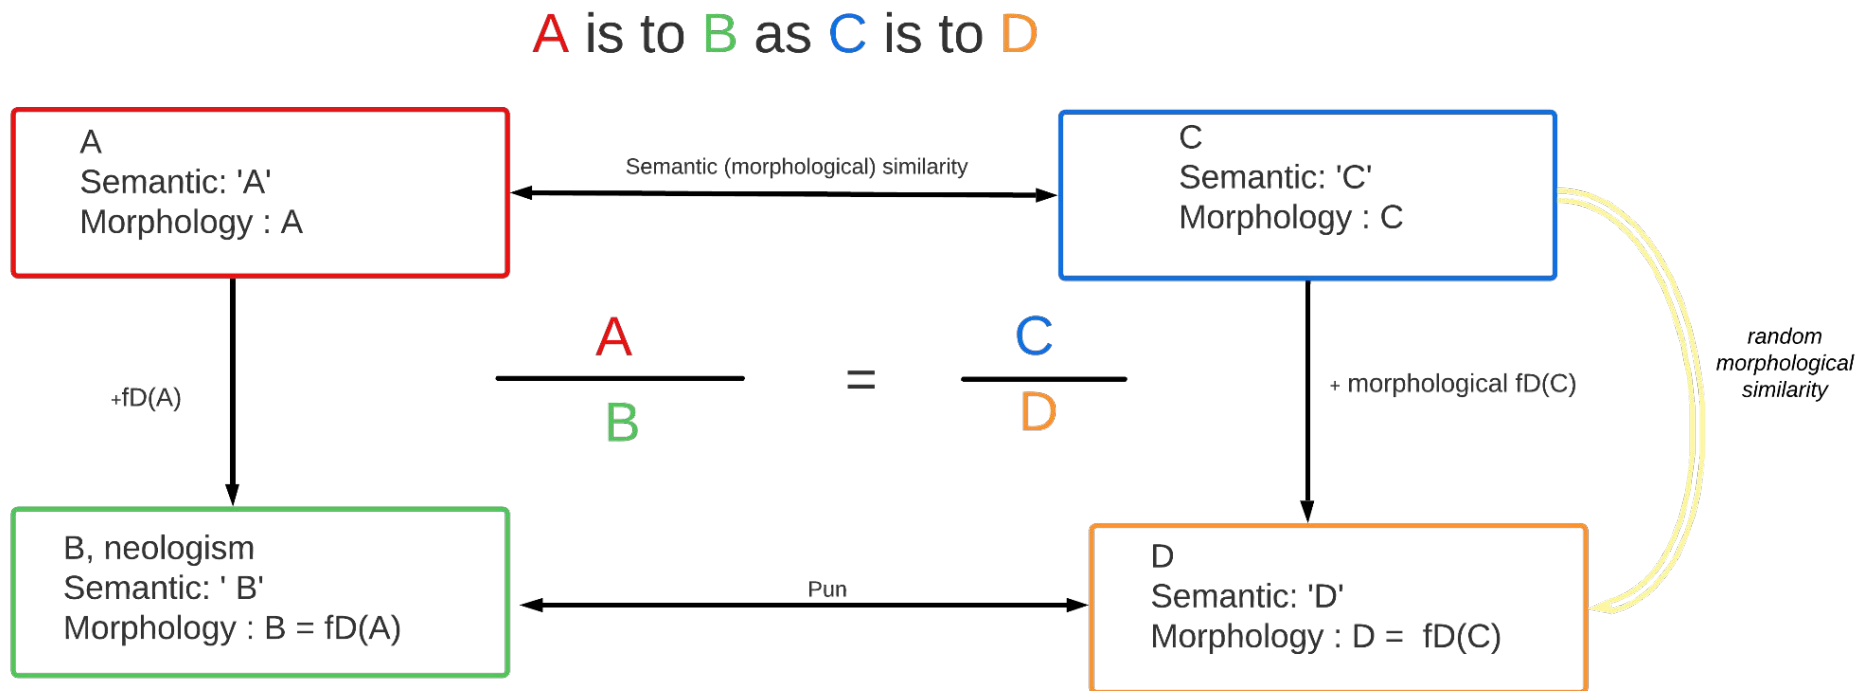 A is to B as C is to D
A
Semantic: 'A'
Morphology : A
Semantic (morphological) similarity
C
Semantic: 'C'
Morphology : C
+fD(A)
A
B
=
C
D
+ morphological fD(C)
random
morphological
similarity
B, neologism
Semantic: ' B'
Morphology : B = fD(A)
Pun
D
Semantic: 'D'
Morphology : D =  fD(C)